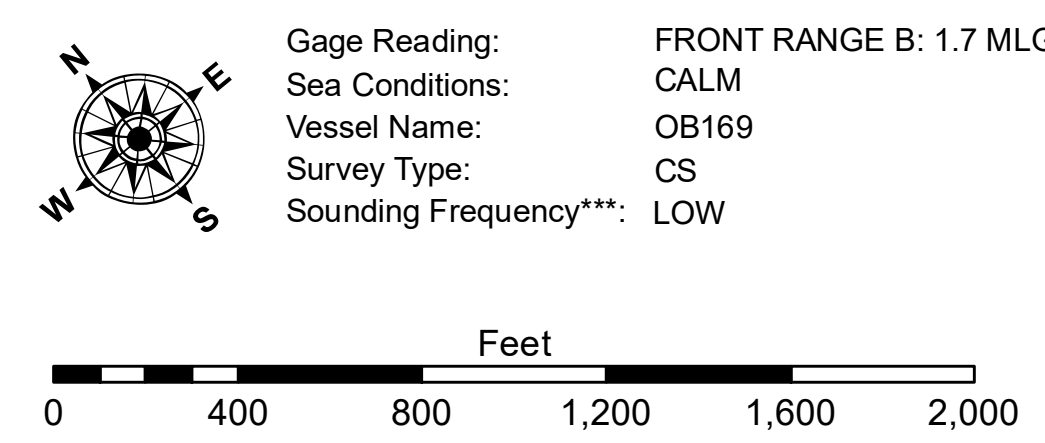 N
E
W
S
Gage Reading: FRONT RANGE B: 1.7 MLG
Sea Conditions: CALM
Vessel Name: OB169
Survey Type: CS
Sounding Frequency***: LOW
Feet
0 400 800 1,200 1,600 2,000